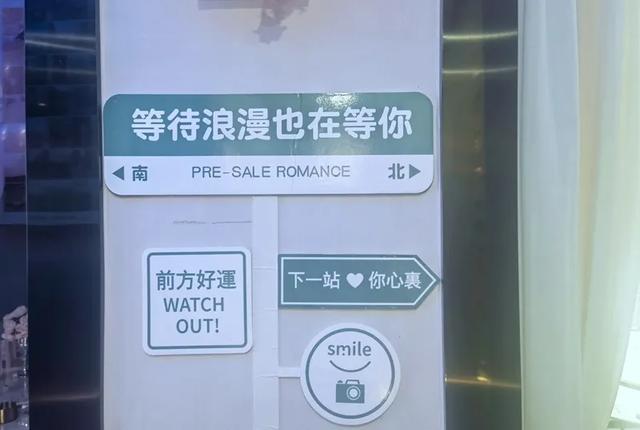 等待浪漫也在等你
南 PRE-SALE ROMANCE 北
前方好運
WATCH
OUT!
下一站 你心裏
smile